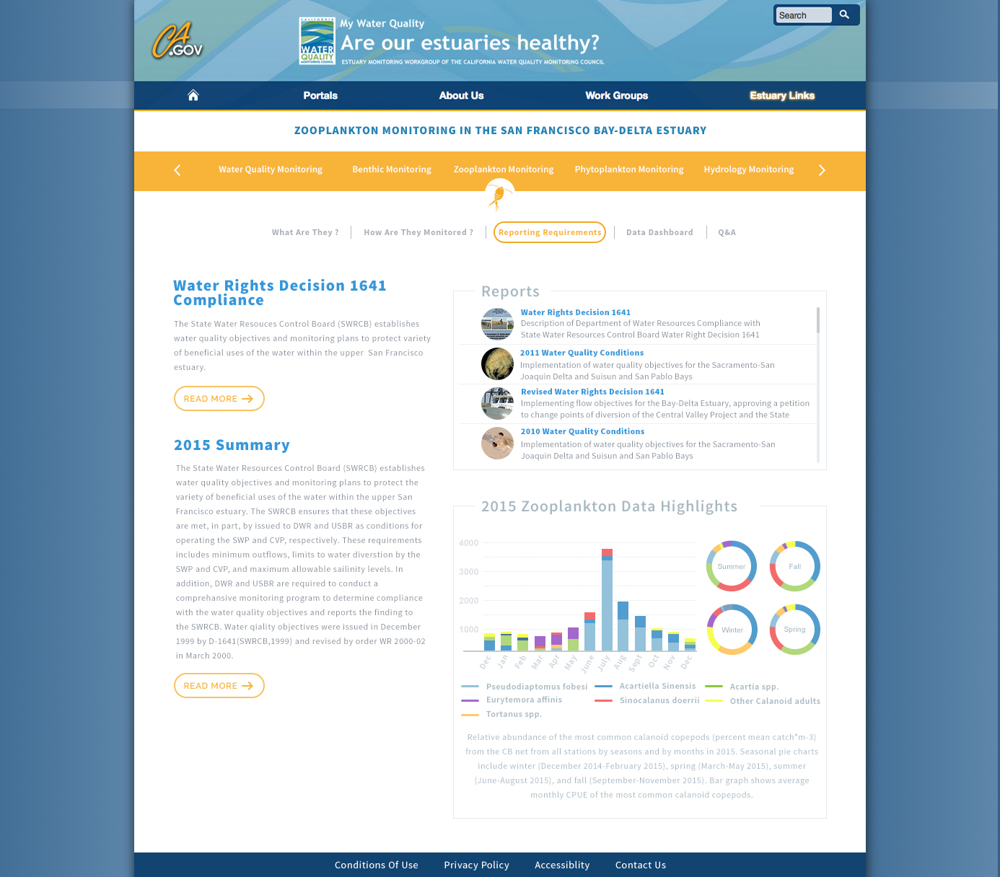 Search
CA.GOV
CALIFORNIA
WATER
QUALITY
MONITORING COUNCIL
My Water Quality
Are our estuaries healthy?
ESTUARY MONITORING WORKGROUP OF THE CALIFORNIA WATER QUALITY MONITORING COUNCIL
Portals About Us Work Groups Estuary Links
ZOOPLANKTON MONITORING IN THE SAN FRANCISCO BAY-DELTA ESTUARY
Water Quality Monitoring Benthic Monitoring Zooplankton Monitoring Phytoplankton Monitoring Hydrology Monitoring
What Are They ? How Are They Monitored ? Reporting Requirements Data Dashboard Q&A
Water Rights Decision 1641
Compliance
The State Water Resouces Control Board (SWRCB) establishes
water quality objectives and monitoring plans to protect variety
of beneficial uses of the water within the upper San Francisco
estuary.
READ MORE
2015 Summary
The State Water Resources Control Board (SWRCB) establishes
water quality objectives and monitoring plans to protect the
variety of beneficial uses of the water within the upper San
Francisco estuary. The SWRCB ensures that these objectives
are met, in part, by issued to DWR and USBR as conditions for
operating the SWP and CVP, respectively. These requirements
includes minimum outflows, limits to water diverstion by the
SWP and CVP, and maximum allowable sailinity levels. In
addition, DWR and USBR are required to conduct a
comprehansive monitoring program to determine compliance
with the water quality objectives and reports the finding to
the SWRCB. Water qiality objectives were issued in December
1999 by D-1641(SWRCB,1999) and revised by order WR 2000-02
in March 2000.
READ MORE
Reports
Water Rights Decision 1641
Description of Department of Water Resources Compliance with
State Water Resources Control Board Water Right Decision 1641
2011 Water Quality Conditions
Implementation of water quality objectives for the Sacramento-San
Joaquin Delta and Suisun and San Pablo Bays
Revised Water Rights Decision 1641
Implementing flow objectives for the Bay-Delta Estuary, approving a petition
to change points of diversion of the Central Valley Project and the State
2010 Water Quality Conditions
Implementation of water quality objectives for the Sacramento-San
Joaquin Delta and Suisun and San Pablo Bays
2015 Zooplankton Data Highlights
4000
3000
2000
1000
Dec Jan Feb Mar Apr May June July Aug Sept Oct Nov Dec
Summer Fall
Winter Spring
Pseudodiaptomus fobesi Acartiella Sinensis Acartia spp.
Eurytemora affinis Sinocalanus doerrii Other Calanoid adults
Tortanus spp.
Relative abundance of the most common calanoid copepods (percent mean catch*m-3)
from the CB net from all stations by seasons and by months in 2015. Seasonal pie charts
include winter (December 2014-February 2015), spring (March-May 2015), summer
(June-August 2015), and fall (September-November 2015). Bar graph shows average
monthly CPUE of the most common calanoid copepods.
Conditions Of Use Privacy Policy Accessiblity Contact Us